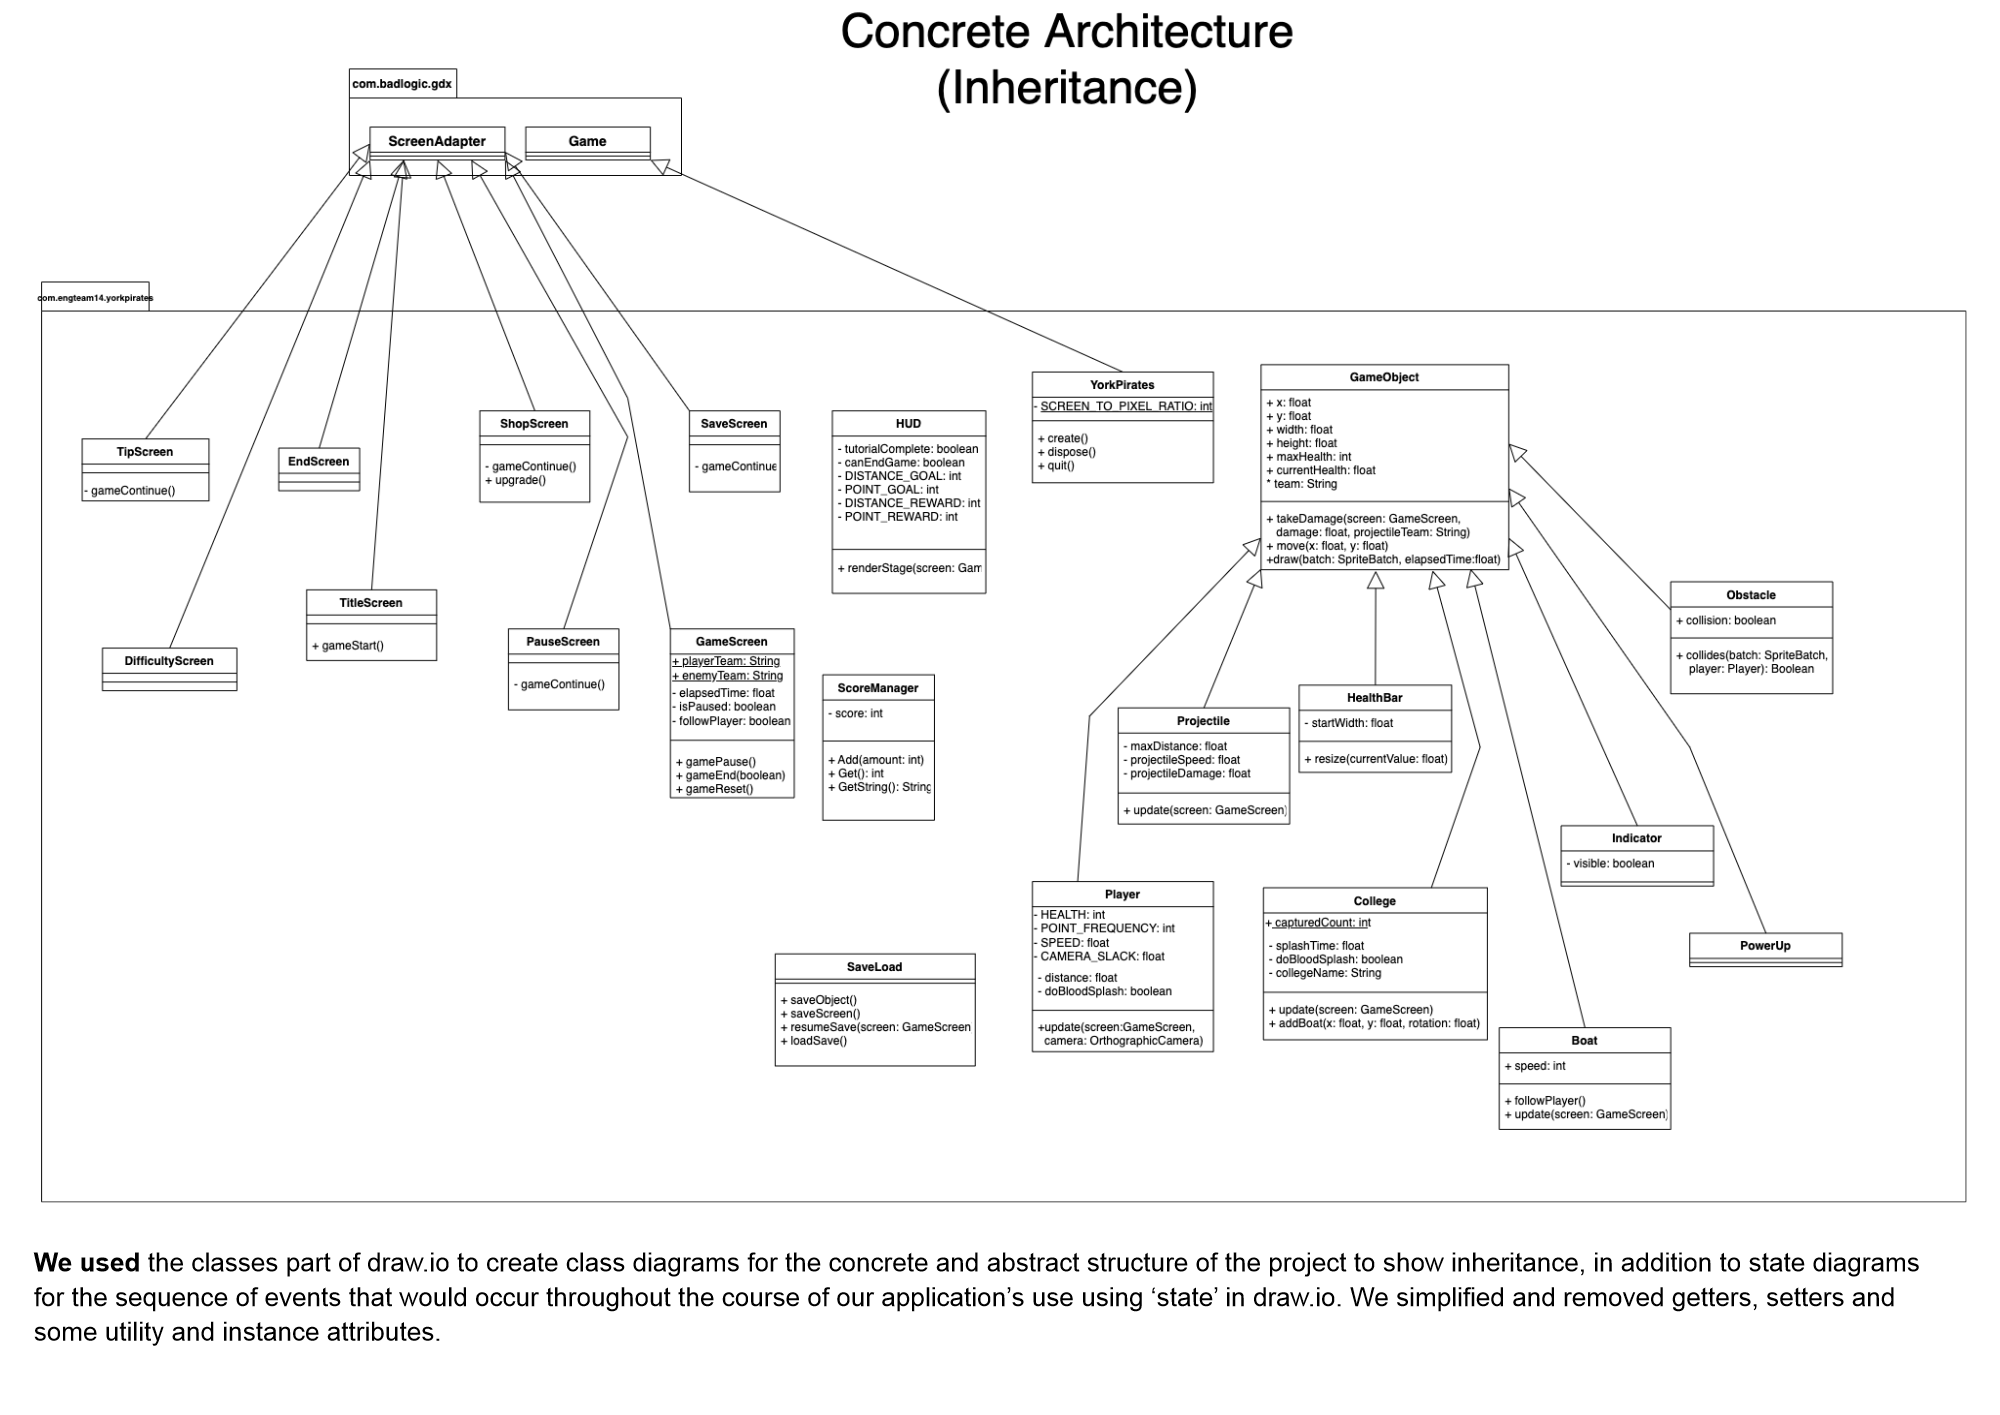 Concrete Architecture
(Inheritance)
com.badlogic.gdx
ScreenAdapter
Game
com.engteam14.yorkpirates
TipScreen
- gameContinue()
EndScreen
ShopScreen
- gameContinue()
+ upgrade()
SaveScreen
- gameContinue
HUD
- tutorialComplete: boolean
- canEndGame: boolean
- DISTANCE_GOAL: int
- POINT_GOAL: int
- DISTANCE_REWARD: int
- POINT_REWARD: int
+ renderStage(screen: Gam
YorkPirates
- SCREEN_TO_PIXEL_RATIO: int
+ create()
+ dispose()
+ quit()
GameObject
+ x: float
+ y: float
+ width: float
+ height: float
+ maxHealth: int
+ currentHealth: float
* team: String
+ takeDamage(screen: GameScreen,
damage: float, projectileTeam: String)
+ move(x: float, y: float)
+draw(batch: SpriteBatch, elapsedTime:float)
Obstacle
+ collision: boolean
+ collides(batch: SpriteBatch,
player: Player): Boolean
DifficultyScreen
TitleScreen
+ gameStart()
PauseScreen
- gameContinue()
GameScreen
+ playerTeam: String
+ enemyTeam: String
- elapsedTime: float
- isPaused: boolean
- followPlayer: boolean
+ gamePause()
+ gameEnd(boolean)
+ gameReset()
ScoreManager
- score: int
+ Add(amount: int)
+ Get(): int
+ GetString(): String
Projectile
- maxDistance: float
- projectileSpeed: float
- projectileDamage: float
+ update(screen: GameScreen)
HealthBar
- startWidth: float
+ resize(currentValue: float)
Indicator
- visible: boolean
PowerUp
Player
- HEALTH: int
- POINT_FREQUENCY: int
- SPEED: float
- CAMERA_SLACK: float
- distance: float
- doBloodSplash: boolean
+update(screen:GameScreen,
camera: OrthographicCamera)
College
+ capturedCount: int
- splashTime: float
- doBloodSplash: boolean
- collegeName: String
+ update(screen: GameScreen)
+ addBoat(x: float, y: float, rotation: float)
SaveLoad
+ saveObject()
+ saveScreen()
+ resumeSave(screen: GameScreen
+ loadSave()
Boat
+ speed: int
+ followPlayer()
+ update(screen: GameScreen)
We used the classes part of draw.io to create class diagrams for the concrete and abstract structure of the project to show inheritance, in addition to state diagrams
for the sequence of events that would occur throughout the course of our application’s use using ‘state’ in draw.io. We simplified and removed getters, setters and
some utility and instance attributes.